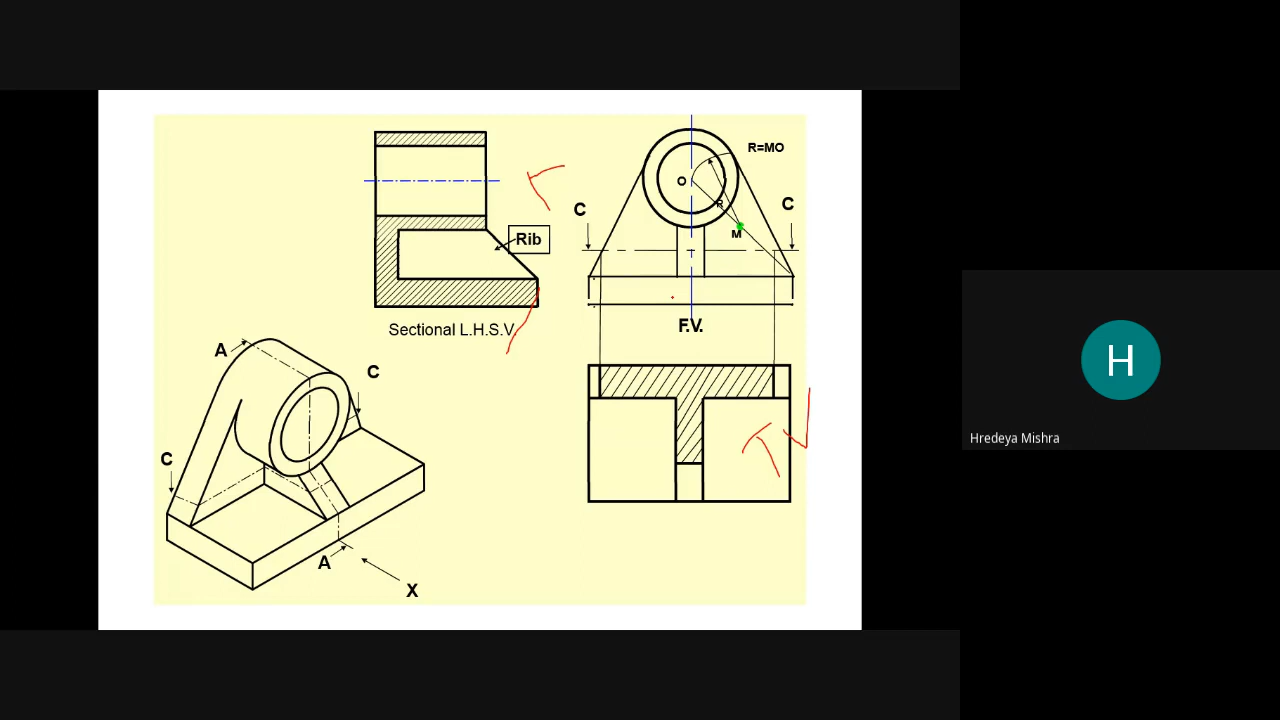 R=MO
O
R
C
C
M
Rib
F.V.
Sectional L.H.S.V.
A
C
C
T V
A
X
H
Hredeya Mishra